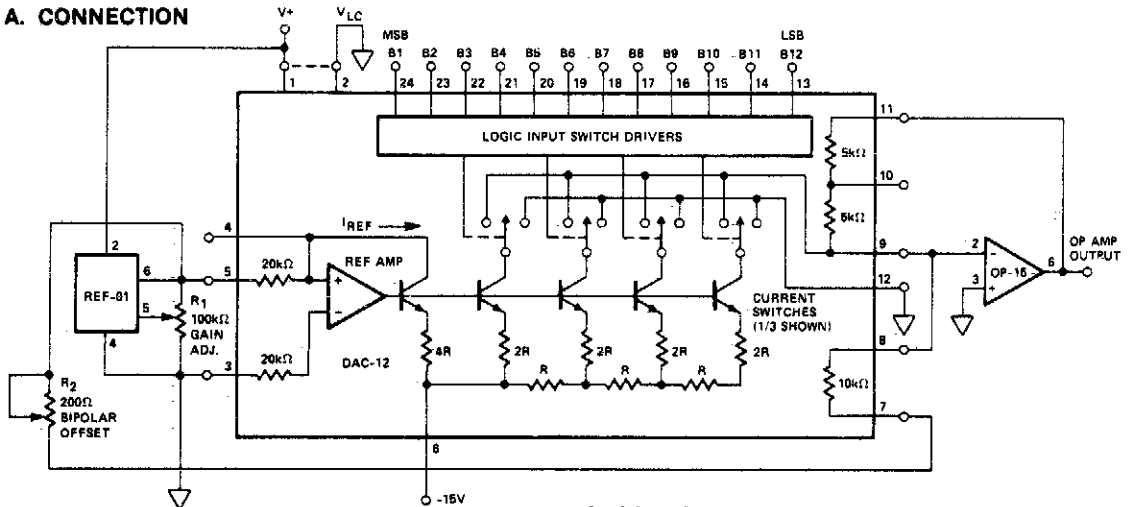 A. CONNECTION
V+
VLC
MSB
LSB
B1 B2 B3 B4 B5 B6 B7 B8 B9 B10 B11 B12
1 2 24 23 22 21 20 19 18 17 16 15 14 13
LOGIC INPUT SWITCH DRIVERS
11
5kΩ
10
5kΩ
9
4
IREF
2
6
5
20kΩ
REF AMP
+
-
REF-01
5
4
R1
100kΩ
GAIN
ADJ.
3
20kΩ
DAC-12
4R
2R
2R
2R
2R
R
R
R
CURRENT
SWITCHES
(1/3 SHOWN)
12
8
10kΩ
7
2
-
3
+
OP-16
6
OP AMP
OUTPUT
R2
200Ω
BIPOLAR
OFFSET
6
-15V